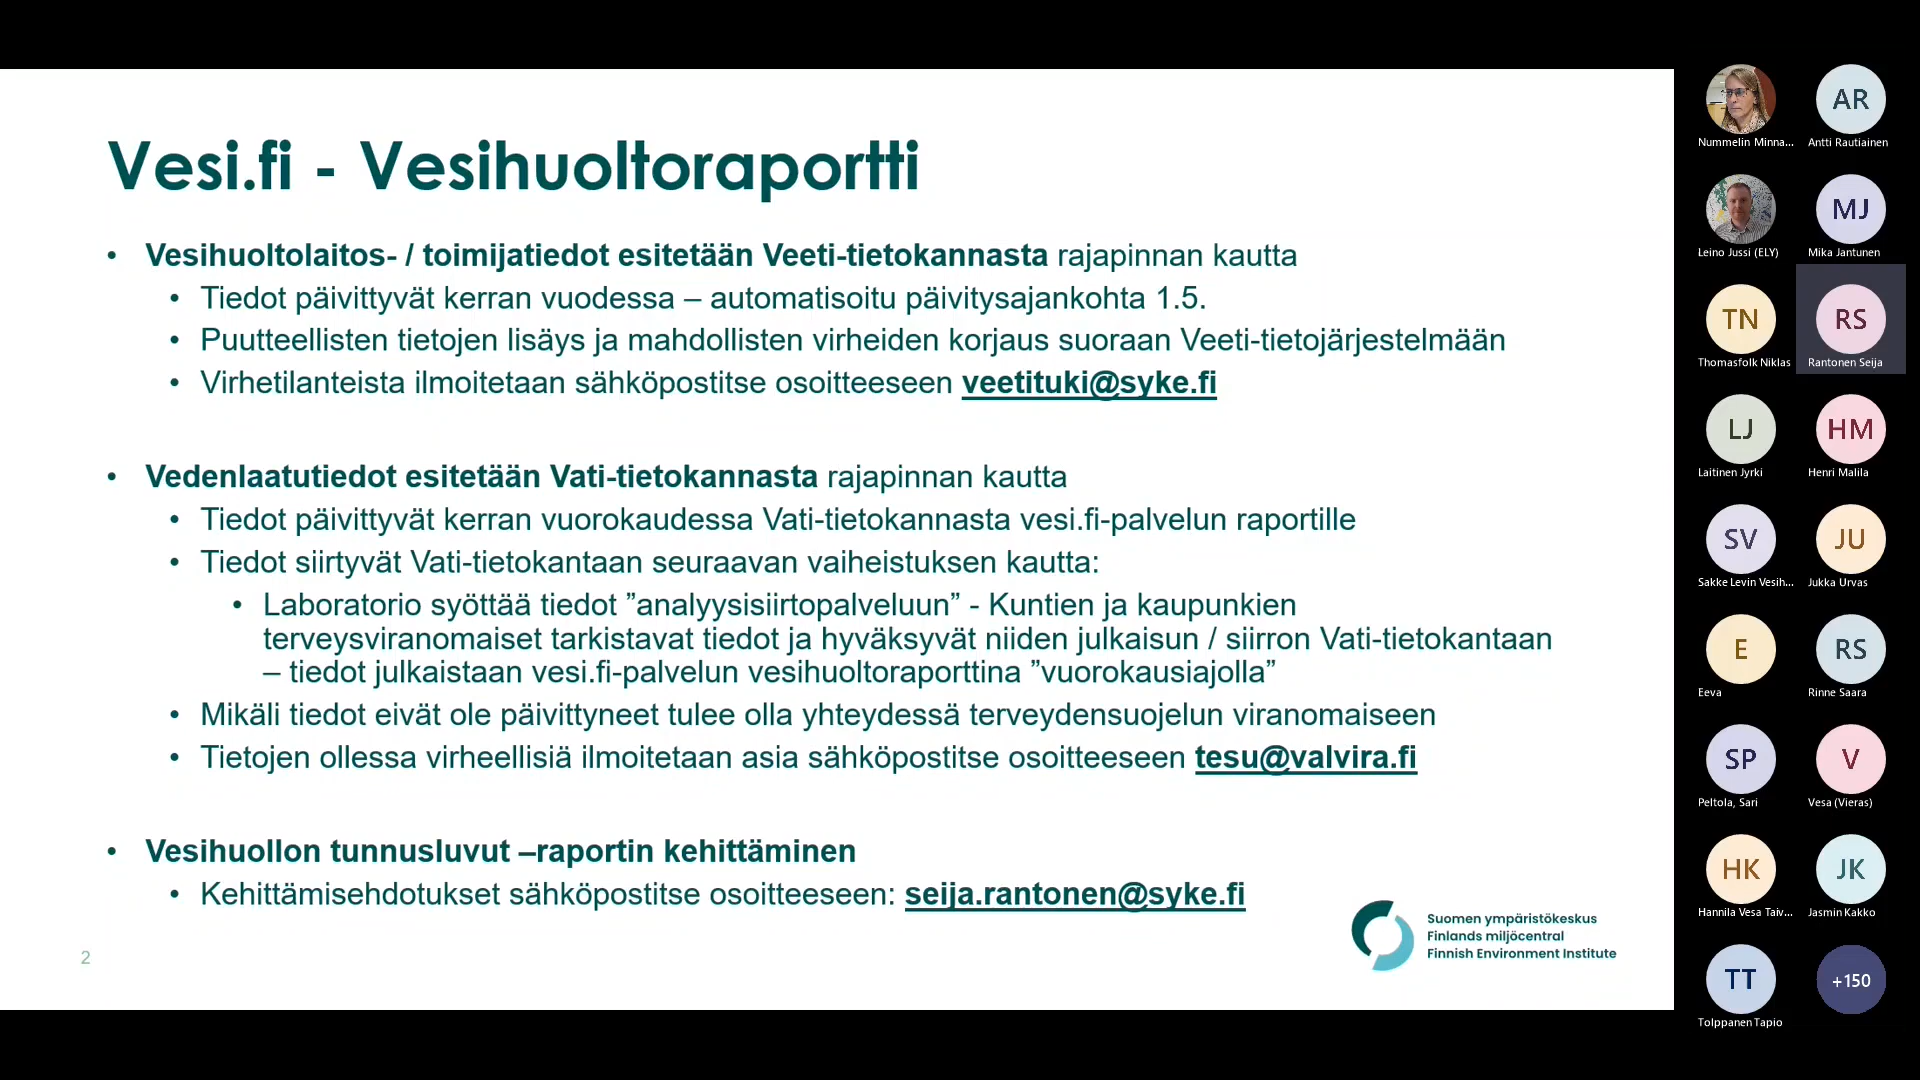 Vesi.fi - Vesihuoltoraportti
• Vesihuoltolaitos- / toimijatiedot esitetään Veeti-tietokannasta rajapinnan kautta
• Tiedot päivittyvät kerran vuodessa – automatisoitu päivitysajankohta 1.5.
• Puutteellisten tietojen lisäys ja mahdollisten virheiden korjaus suoraan Veeti-tietojärjestelmään
• Virhetilanteista ilmoitetaan sähköpostitse osoitteeseen veetituki@syke.fi
• Vedenlaatutiedot esitetään Vati-tietokannasta rajapinnan kautta
• Tiedot päivittyvät kerran vuorokaudessa Vati-tietokannasta vesi.fi-palvelun raportille
• Tiedot siirtyvät Vati-tietokantaan seuraavan vaiheistuksen kautta:
• Laboratorio syöttää tiedot ”analyysisiirtopalveluun” - Kuntien ja kaupunkien
terveysviranomaiset tarkistavat tiedot ja hyväksyvät niiden julkaisun / siirron Vati-tietokantaan
– tiedot julkaistaan vesi.fi-palvelun vesihuoltoraporttina ”vuorokausiajolla”
• Mikäli tiedot eivät ole päivittyneet tulee olla yhteydessä terveydensuojelun viranomaiseen
• Tietojen ollessa virheellisiä ilmoitetaan asia sähköpostitse osoitteeseen tesu@valvira.fi
• Vesihuollon tunnusluvut –raportin kehittäminen
• Kehittämisehdotukset sähköpostitse osoitteeseen: seija.rantonen@syke.fi
2
Suomen ympäristökeskus
Finlands miljöcentral
Finnish Environment Institute
AR
Nummelin Minna... Antti Rautiainen
MJ
Leino Jussi (ELY) Mika Jantunen
TN RS
Thomasfolk Niklas Rantonen Seija
LJ HM
Laitinen Jyrki Henri Malila
SV JU
Sakke Levin Vesih... Jukka Urvas
E RS
Eeva Rinne Saara
SP V
Peltola, Sari Vesa (Vieras)
HK JK
Hannila Vesa Taiv... Jasmin Kakko
TT +150
Tolppanen Tapio